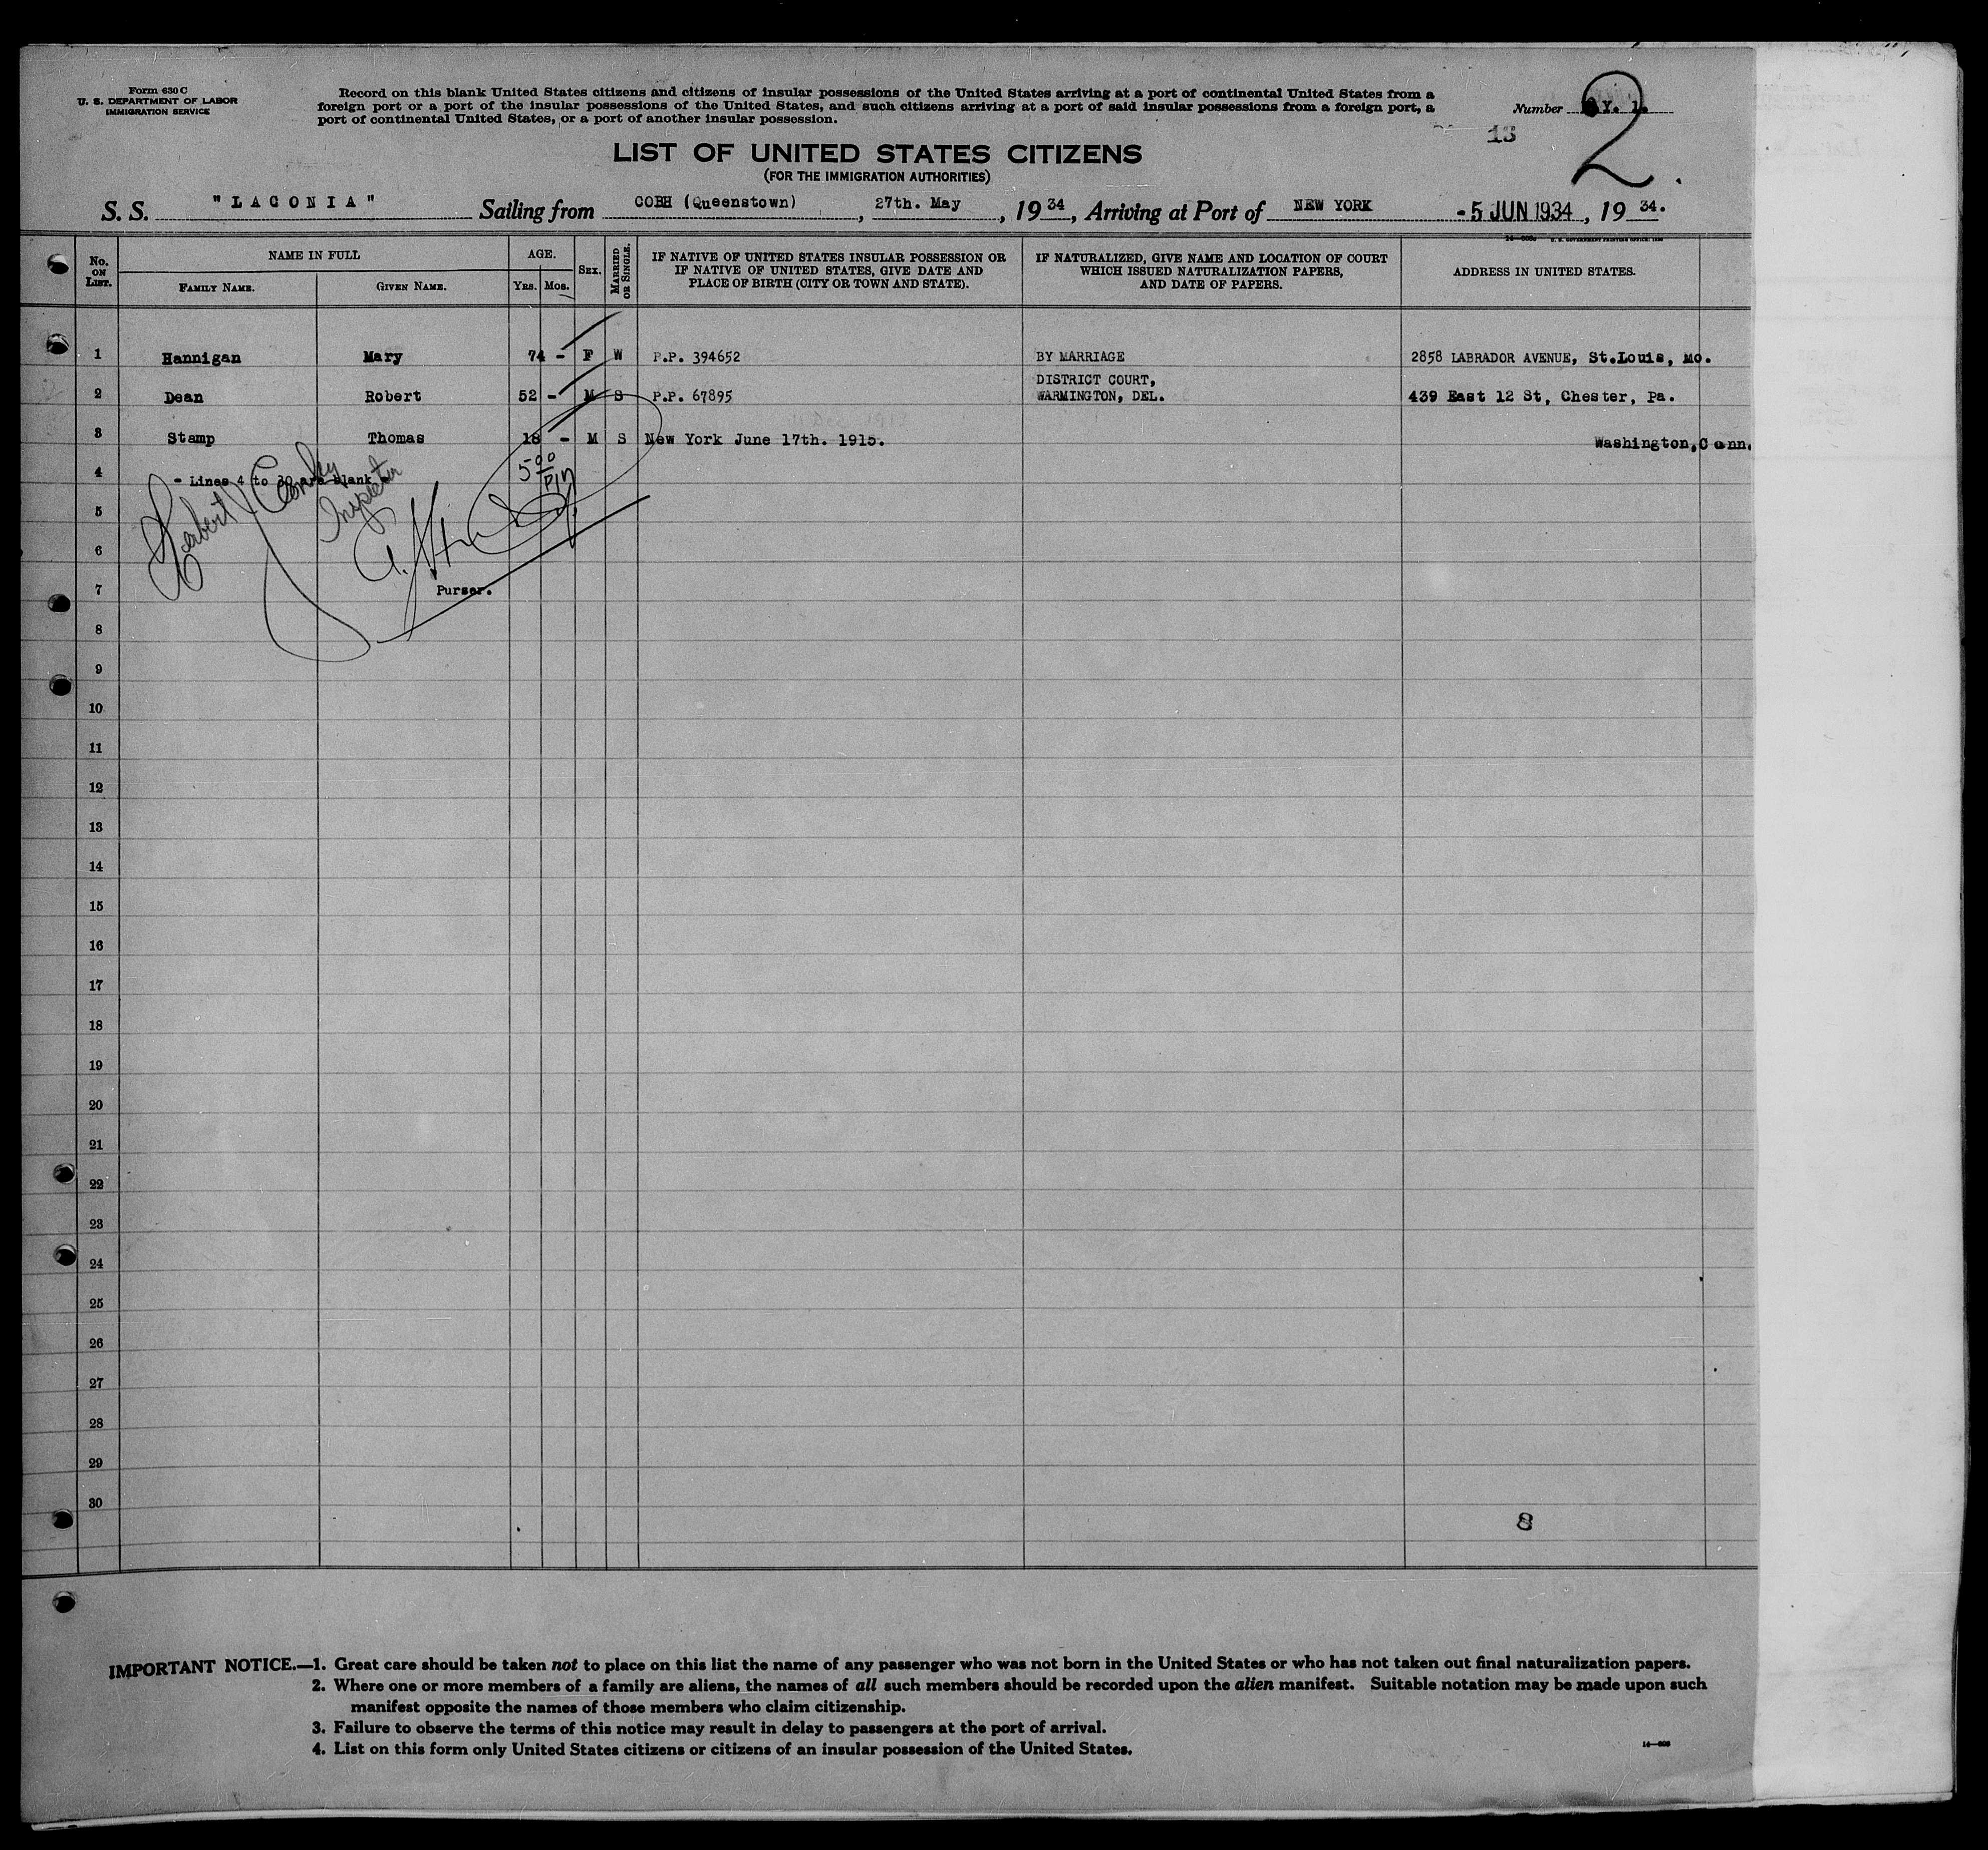 Form 630 C
U. S. DEPARTMENT OF LABOR
IMMIGRATION SERVICE
Record on this blank United States citizens and citizens of insular possessions of the United States arriving at a port of continental United States from a
foreign port or a port of the insular possessions of the United States, and such citizens arriving at a port of said insular possessions from a foreign port, a
port of continental United States, or a port of another insular possession.
Number Y. 1.
13
2.
LIST OF UNITED STATES CITIZENS
(FOR THE IMMIGRATION AUTHORITIES)
S. S. "LACONIA" Sailing from COBH (Queenstown), 27th. May, 1934, Arriving at Port of NEW YORK -5 JUN 1934, 1934.
No. ON LIST. NAME IN FULL AGE. SEX. MARRIED OR SINGLE. IF NATIVE OF UNITED STATES INSULAR POSSESSION OR IF NATIVE OF UNITED STATES, GIVE DATE AND PLACE OF BIRTH (CITY OR TOWN AND STATE). IF NATURALIZED, GIVE NAME AND LOCATION OF COURT WHICH ISSUED NATURALIZATION PAPERS, AND DATE OF PAPERS. ADDRESS IN UNITED STATES.
FAMILY NAME. GIVEN NAME. YRS. MOS.
1 Hannigan Mary 74 - F W P.P. 394652 BY MARRIAGE 2858 LABRADOR AVENUE, St.Louis, Mo.
DISTRICT COURT,
2 Dean Robert 52 - M S P.P. 67895 WARMINGTON, DEL. 439 East 12 St, Chester, Pa.
3 Stamp Thomas 18 - M S New York June 17th. 1915. Washington,Conn.
4 - Lines 4 to 30 are blank -
500
PM
Inspector
5
6
7 Purser.
8
9
10
11
12
13
14
15
16
17
18
19
20
21
22
23
24
25
26
27
28
29
30
8
IMPORTANT NOTICE.—1. Great care should be taken not to place on this list the name of any passenger who was not born in the United States or who has not taken out final naturalization papers.
2. Where one or more members of a family are aliens, the names of all such members should be recorded upon the alien manifest. Suitable notation may be made upon such
manifest opposite the names of those members who claim citizenship.
3. Failure to observe the terms of this notice may result in delay to passengers at the port of arrival.
4. List on this form only United States citizens or citizens of an insular possession of the United States.